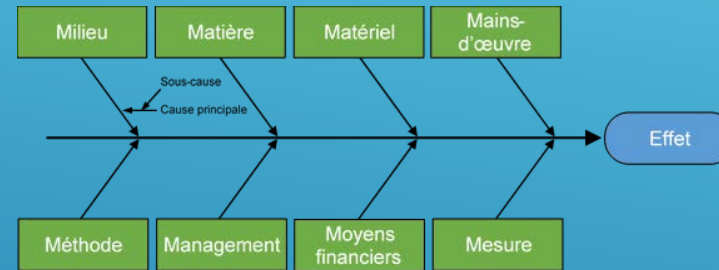 Milieu
Matière
Matériel
Mains-
d'œuvre
Sous-cause
Cause principale
Effet
Méthode
Management
Moyens
financiers
Mesure